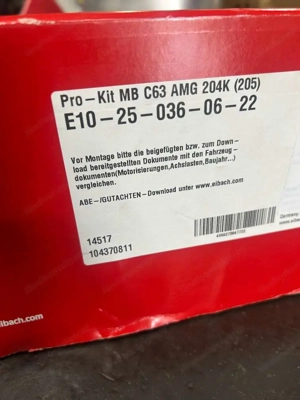 Pro-Kit MB C63 AMG 204K (205)
E10-25-036-06-22
Vor Montage bitte die beigefügten bzw. zum Down-
load bereitgestellten Dokumente mit den Fahrzeug-
dokumenten(Motorisierungen,Achslasten,Baujahr...)
vergleichen.
ABE-/GUTACHTEN-Download unter www.eibach.com
14517
104370811
eibach.com